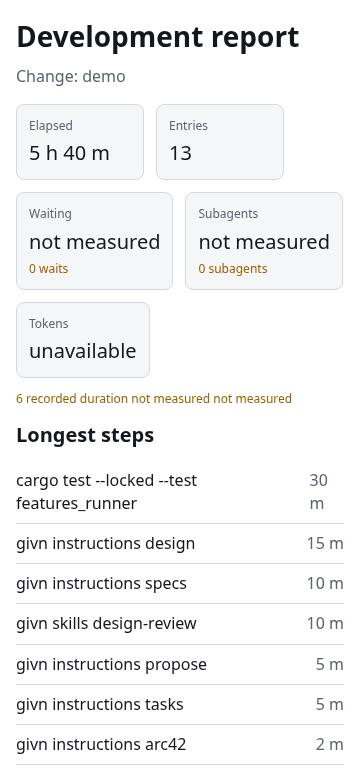 Development report
Change: demo
Elapsed
5 h 40 m
Entries
13
Waiting
not measured
0 waits
Subagents
not measured
0 subagents
Tokens
unavailable
6 recorded duration not measured not measured
Longest steps
cargo test --locked --test
features_runner
30
m
givn instructions design
15 m
givn instructions specs
10 m
givn skills design-review
10 m
givn instructions propose
5 m
givn instructions tasks
5 m
givn instructions arc42
2 m